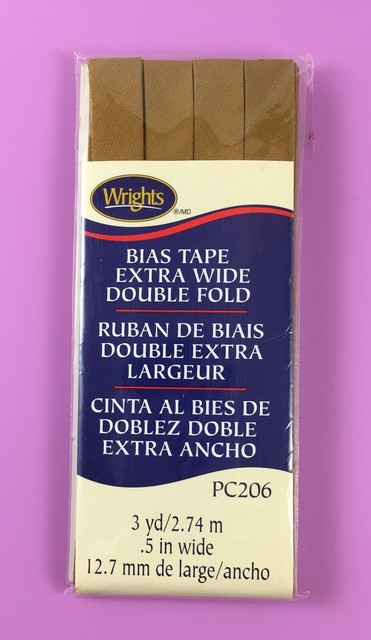 Wrights
®/MD
BIAS TAPE
EXTRA WIDE
DOUBLE FOLD
RUBAN DE BIAIS
DOUBLE EXTRA
LARGEUR
CINTA AL BIES DE
DOBLEZ DOBLE
EXTRA ANCHO
PC206
3 yd/2.74 m
.5 in wide
12.7 mm de large/ancho